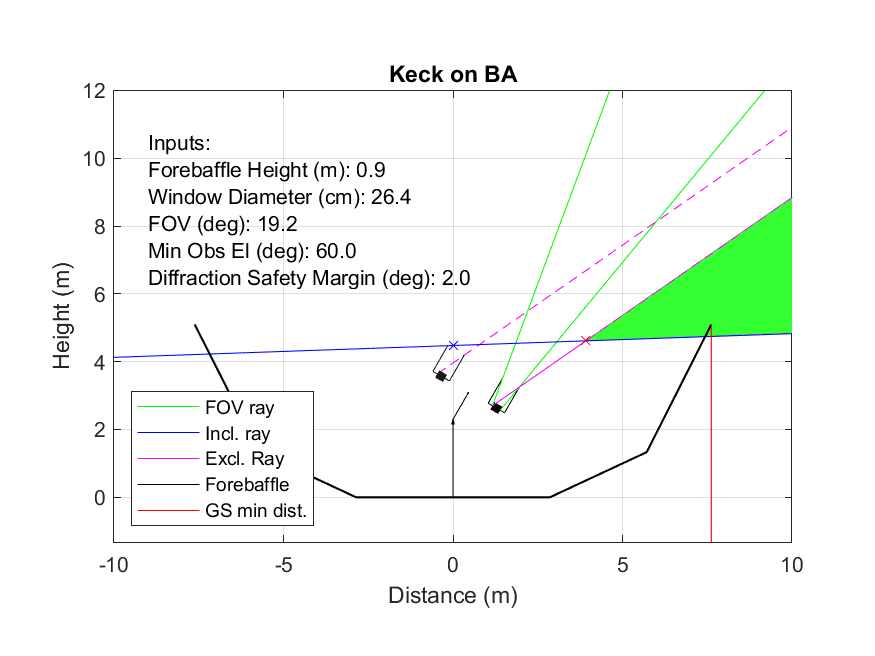 Keck on BA
12
10
8
6
4
2
0
Height (m)
Inputs:
Forebaffle Height (m): 0.9
Window Diameter (cm): 26.4
FOV (deg): 19.2
Min Obs El (deg): 60.0
Diffraction Safety Margin (deg): 2.0
FOV ray
Incl. ray
Excl. Ray
Forebaffle
GS min dist.
-10 -5 0 5 10
Distance (m)